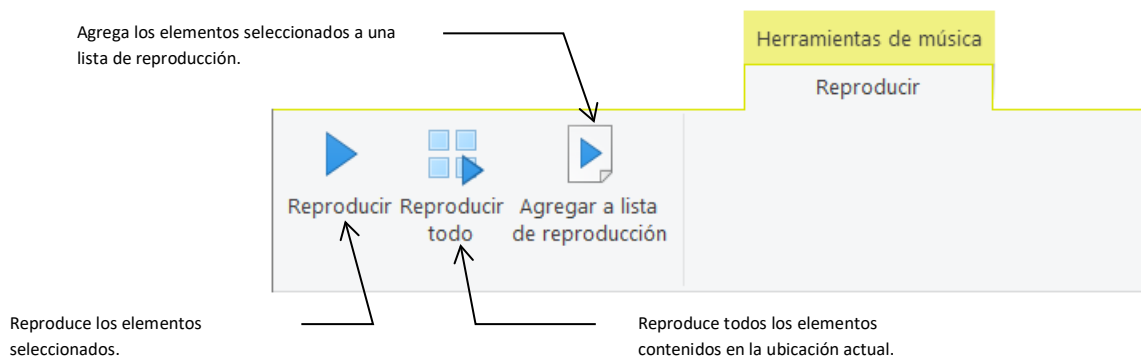 Agrega los elementos seleccionados a una
lista de reproducción.
Herramientas de música
Reproducir
Reproducir
Reproducir
todo
Agregar a lista
de reproducción
Reproduce los elementos
seleccionados.
Reproduce todos los elementos
contenidos en la ubicación actual.